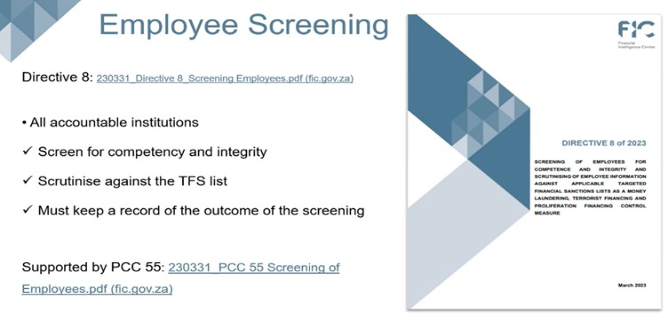 Employee Screening
Directive 8: 230331_Directive 8_Screening Employees.pdf (fic.gov.za)
• All accountable institutions
✓ Screen for competency and integrity
✓ Scrutinise against the TFS list
✓ Must keep a record of the outcome of the screening
Supported by PCC 55: 230331_PCC 55 Screening of
Employees.pdf (fic.gov.za)
FIC
Financial
Intelligence Centre
DIRECTIVE 8 of 2023
SCREENING OF EMPLOYEES FOR
COMPETENCE AND INTEGRITY AND
SCRUTINISING OF EMPLOYEE INFORMATION
AGAINST APPLICABLE TARGETED
FINANCIAL SANCTIONS LISTS AS A MONEY
LAUNDERING, TERRORIST FINANCING AND
PROLIFERATION FINANCING CONTROL
MEASURE
March 2023